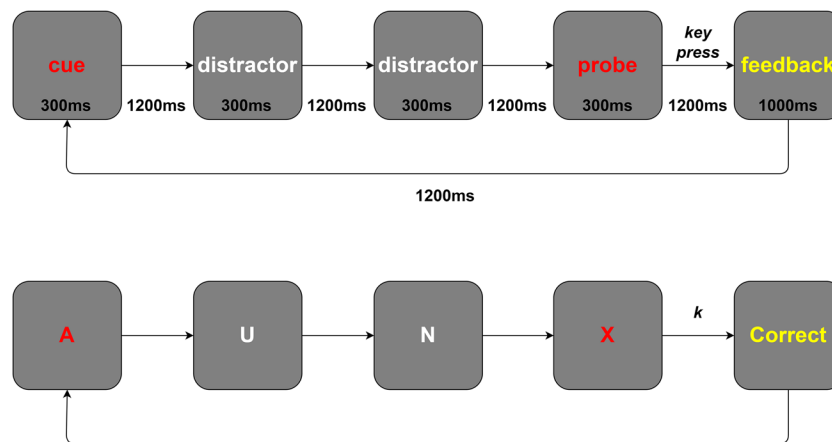 key
press
cue
distractor
distractor
probe
feedback
300ms
1200ms
300ms
1200ms
300ms
1200ms
300ms
1200ms
1000ms
1200ms
k
A
U
N
X
Correct